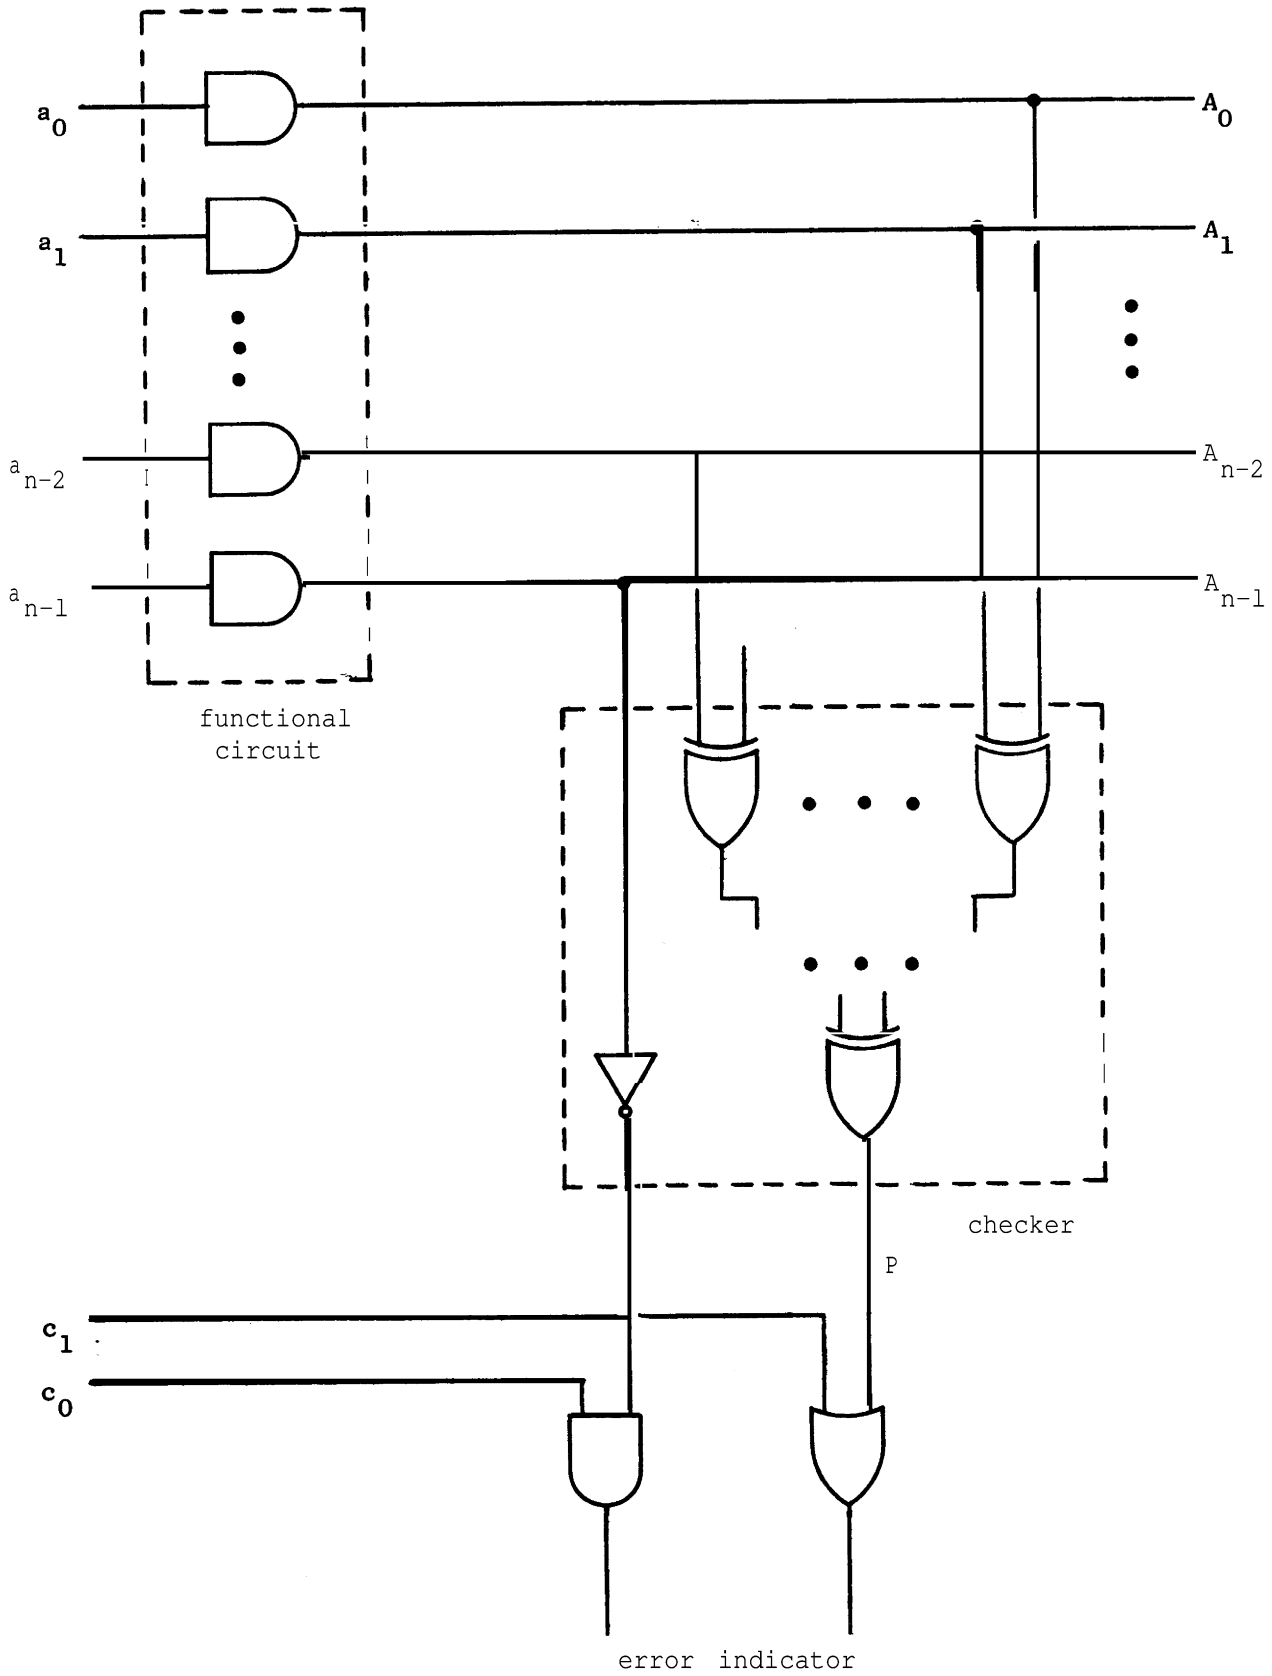 a0
A0
a1
A1
an-2
An-2
an-1
An-1
functional
circuit
checker
P
c1
c0
error indicator